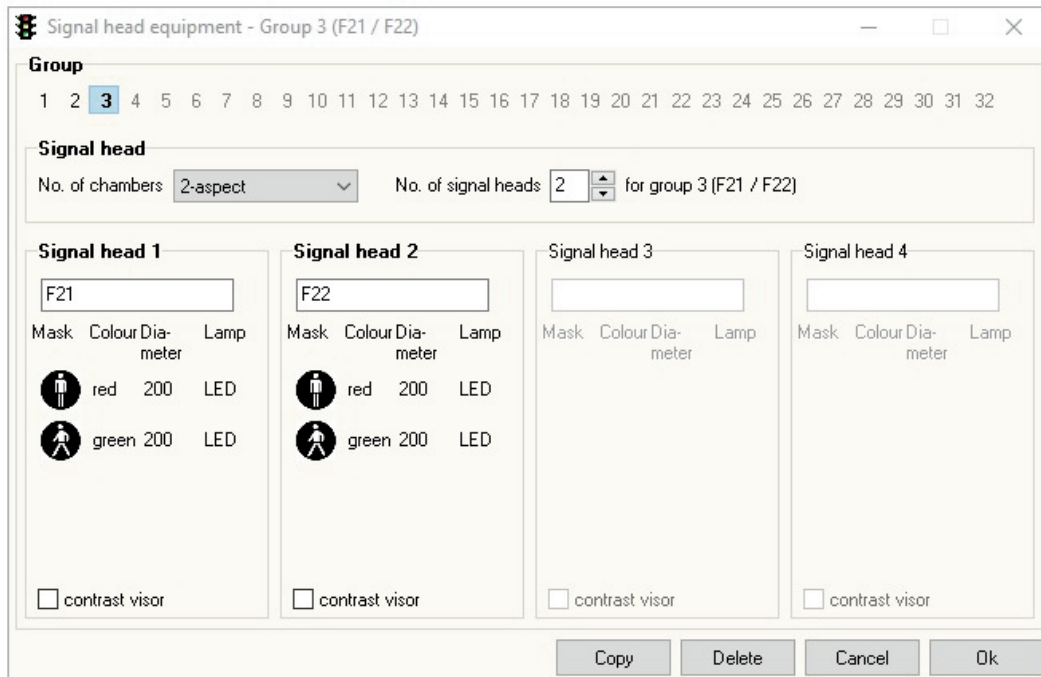 Signal head equipment - Group 3 (F21 / F22)
Group
1 2 3 4 5 6 7 8 9 10 11 12 13 14 15 16 17 18 19 20 21 22 23 24 25 26 27 28 29 30 31 32
Signal head
No. of chambers 2-aspect No. of signal heads 2 for group 3 (F21 / F22)
Signal head 1
F21
Mask Colour Dia-meter Lamp
red 200 LED
green 200 LED
contrast visor
Signal head 2
F22
Mask Colour Dia-meter Lamp
red 200 LED
green 200 LED
contrast visor
Signal head 3
Mask Colour Dia-meter Lamp
contrast visor
Signal head 4
Mask Colour Dia-meter Lamp
contrast visor
Copy Delete Cancel Ok